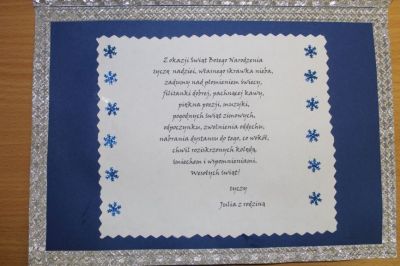 Z okazji Świąt Bożego Narodzenia
życzę nadziei, własnego skrawka nieba,
zadumy nad płomieniem świecy,
filiżanki dobrej, pachnącej kawy,
piękna poezji, muzyki,
pogodnych świąt zimowych,
odpoczynku, zwolnienia oddechu,
nabrania dystansu do tego, co wokół,
chwil roziskrzonych kolędą,
śmiechem i wspomnieniami.
Wesołych świąt!
życzy
Julia z rodziną